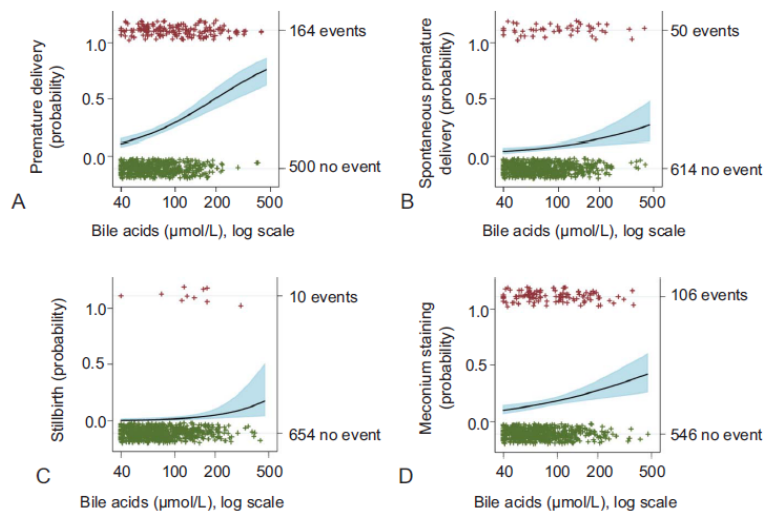 164 events
1.0
0.5
0.0
500 no event
Premature delivery
(probability)
40
100
200
500
A
Bile acids (µmol/L), log scale
50 events
1.0
0.5
0.0
614 no event
Spontaneous premature
delivery (probability)
40
100
200
500
B
Bile acids (µmol/L), log scale
10 events
1.0
0.5
0.0
654 no event
Stillbirth (probability)
40
100
200
500
C
Bile acids (µmol/L), log scale
106 events
1.0
0.5
0.0
546 no event
Meconium staining
(probability)
40
100
200
500
D
Bile acids (µmol/L), log scale